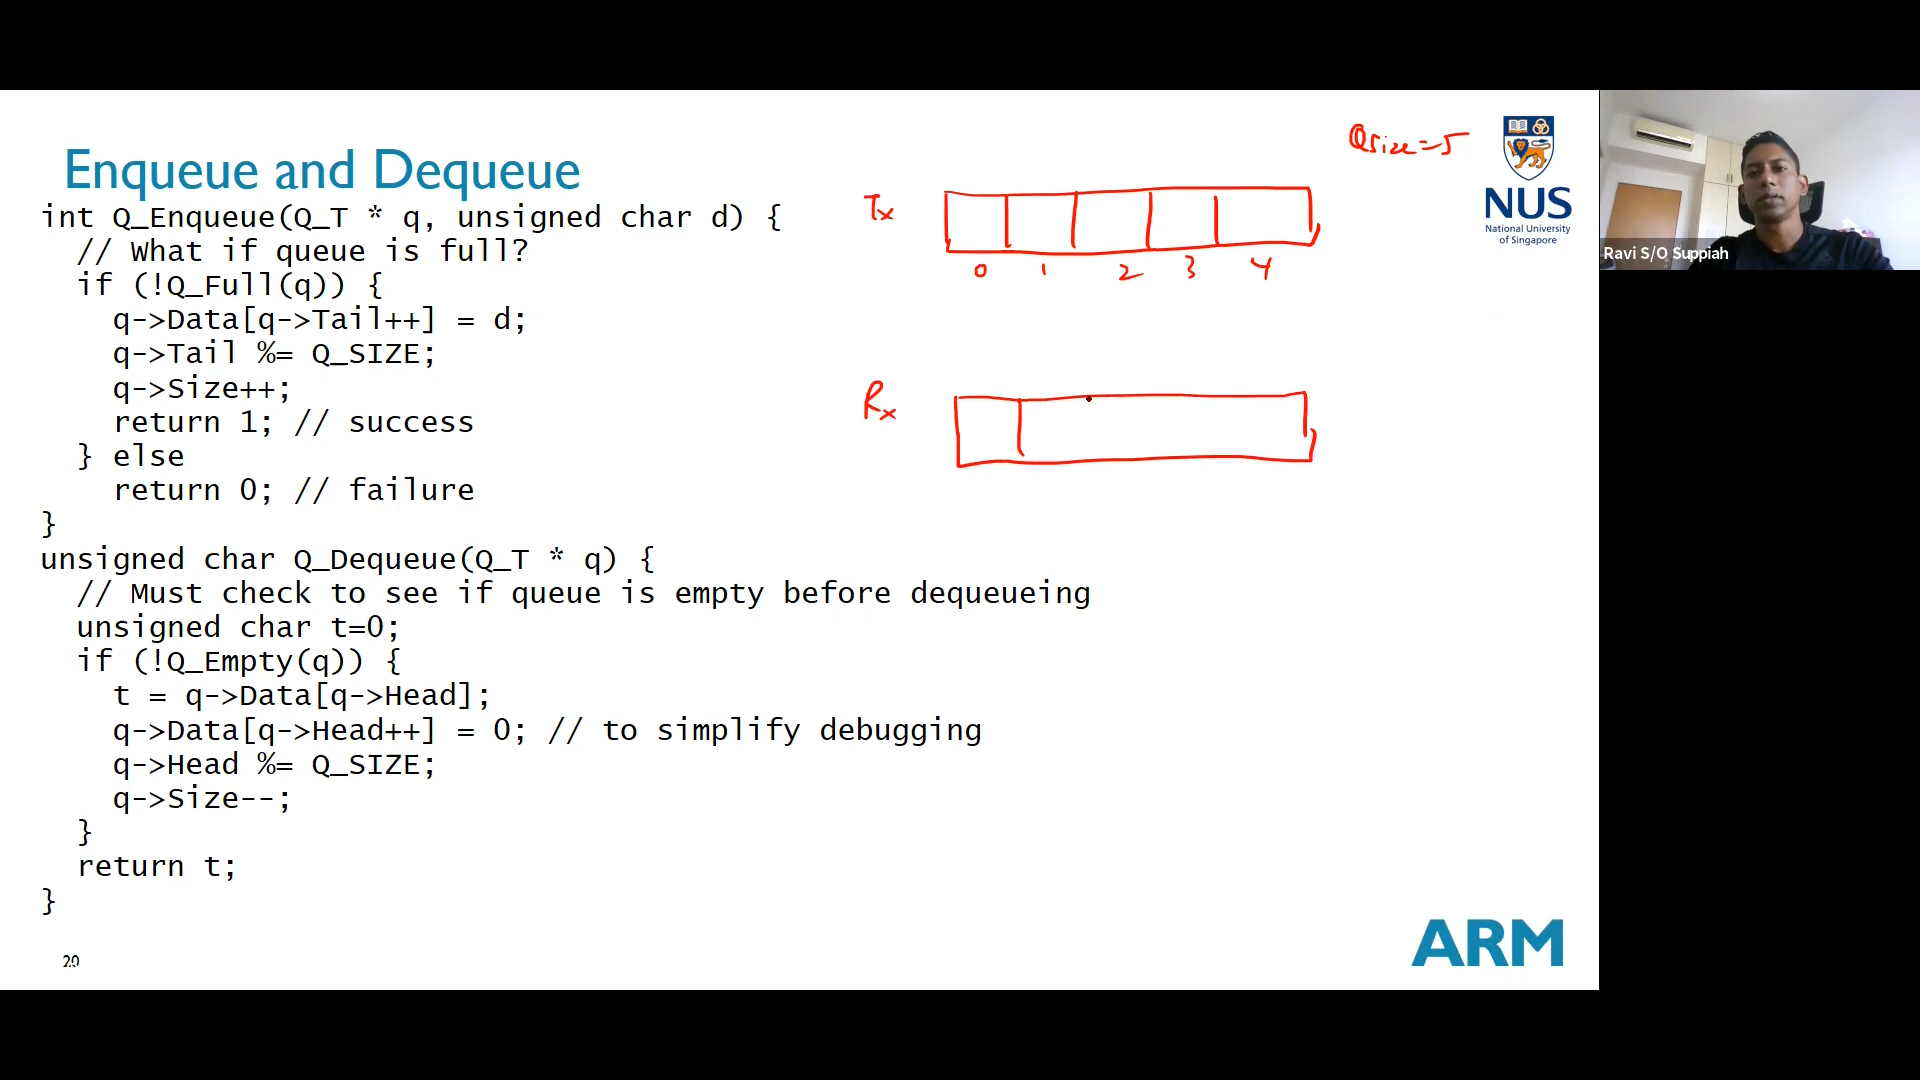 Enqueue and Dequeue
int Q_Enqueue(Q_T * q, unsigned char d) {
// What if queue is full?
if (!Q_Full(q)) {
q->Data[q->Tail++] = d;
q->Tail %= Q_SIZE;
q->Size++;
return 1; // success
} else
return 0; // failure
}
unsigned char Q_Dequeue(Q_T * q) {
// Must check to see if queue is empty before dequeueing
unsigned char t=0;
if (!Q_Empty(q)) {
t = q->Data[q->Head];
q->Data[q->Head++] = 0; // to simplify debugging
q->Head %= Q_SIZE;
q->Size--;
}
return t;
}
20
Qsize=5
Tx
0 1 2 3 4
Rx
NUS
National University
of Singapore
ARM
Ravi S/O Suppiah